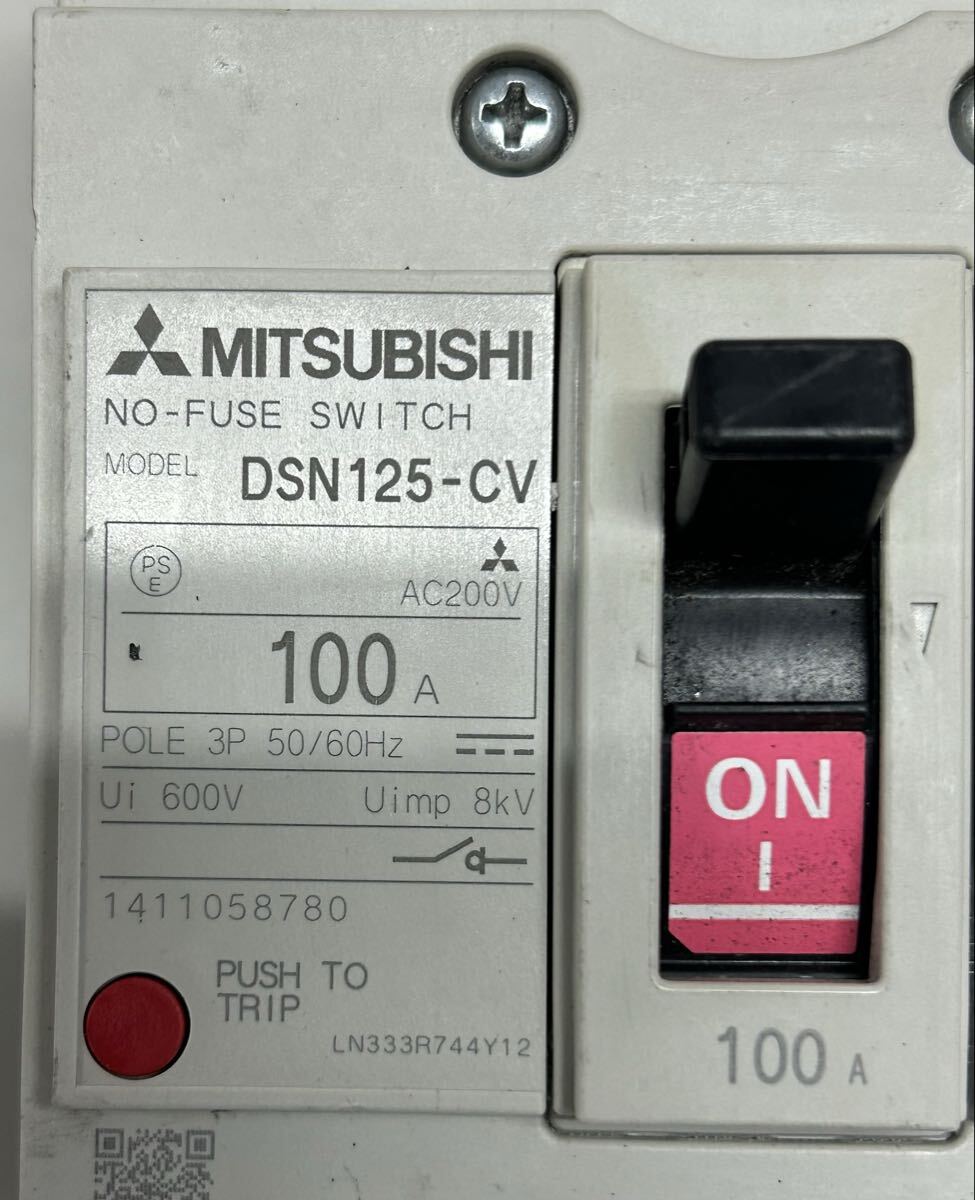 MITSUBISHI
NO-FUSE SWITCH
MODEL DSN125-CV
PS
E
AC200V
100 A
POLE 3P 50/60Hz
Ui 600V Uimp 8kV
1411058780
PUSH TO
TRIP
LN333R744Y12
ON
I
100 A